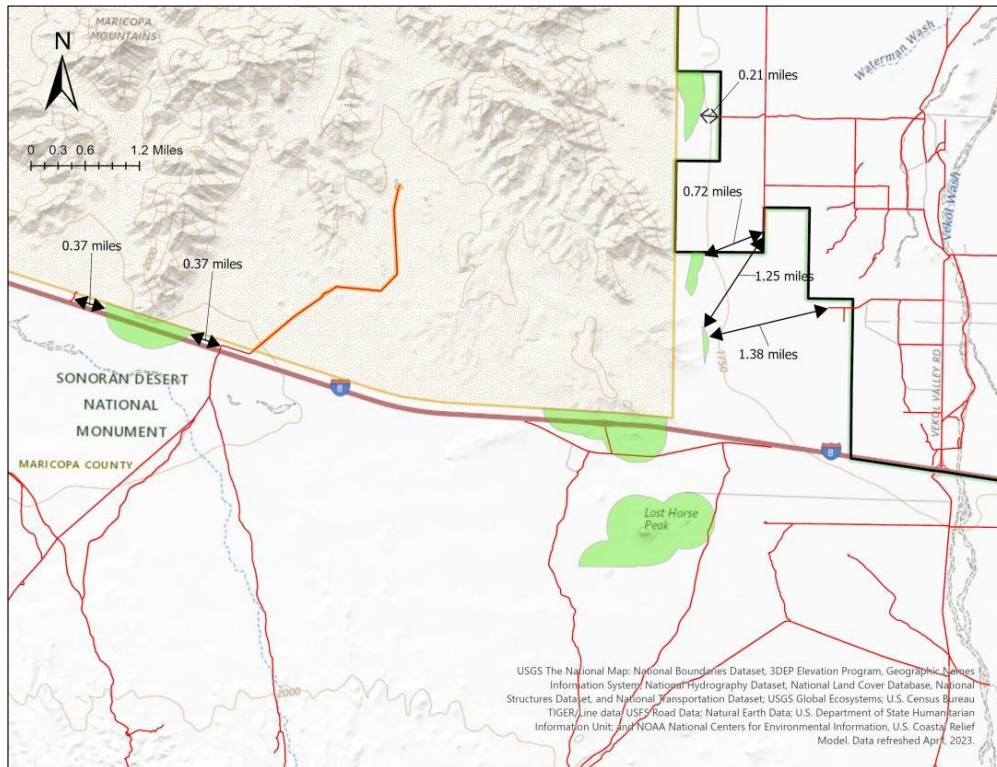 MARICOPA
MOUNTAINS
N
0 0.3 0.6 1.2 Miles
Waterman Wash
0.21 miles
0.72 miles
Vekol Wash
2000
0.37 miles
0.37 miles
1.25 miles
1.38 miles
1750
VEKOL VALLEY RD
SONORAN DESERT
NATIONAL
MONUMENT
8
MARICOPA COUNTY
8
Lost Horse
Peak
2000
USGS The National Map: National Boundaries Dataset, 3DEP Elevation Program, Geographic Names
Information System, National Hydrography Dataset, National Land Cover Database, National
Structures Dataset, and National Transportation Dataset; USGS Global Ecosystems; U.S. Census Bureau
TIGER/Line data; USFS Road Data; Natural Earth Data; U.S. Department of State Humanitarian
Information Unit; and NOAA National Centers for Environmental Information, U.S. Coastal Relief
Model. Data refreshed April, 2023.